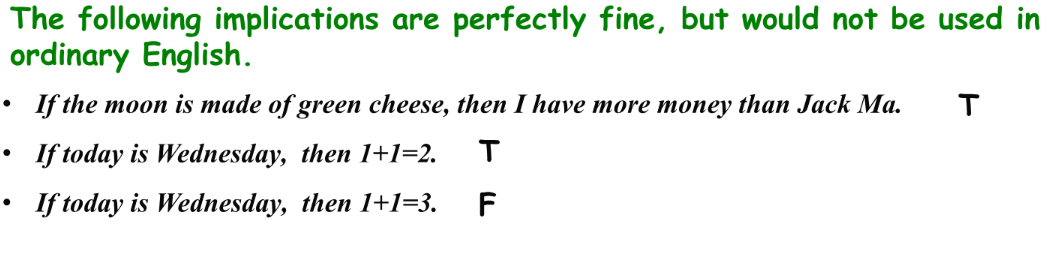 The following implications are perfectly fine, but would not be used in
ordinary English.
• If the moon is made of green cheese, then I have more money than Jack Ma. T
• If today is Wednesday, then 1+1=2. T
• If today is Wednesday, then 1+1=3. F